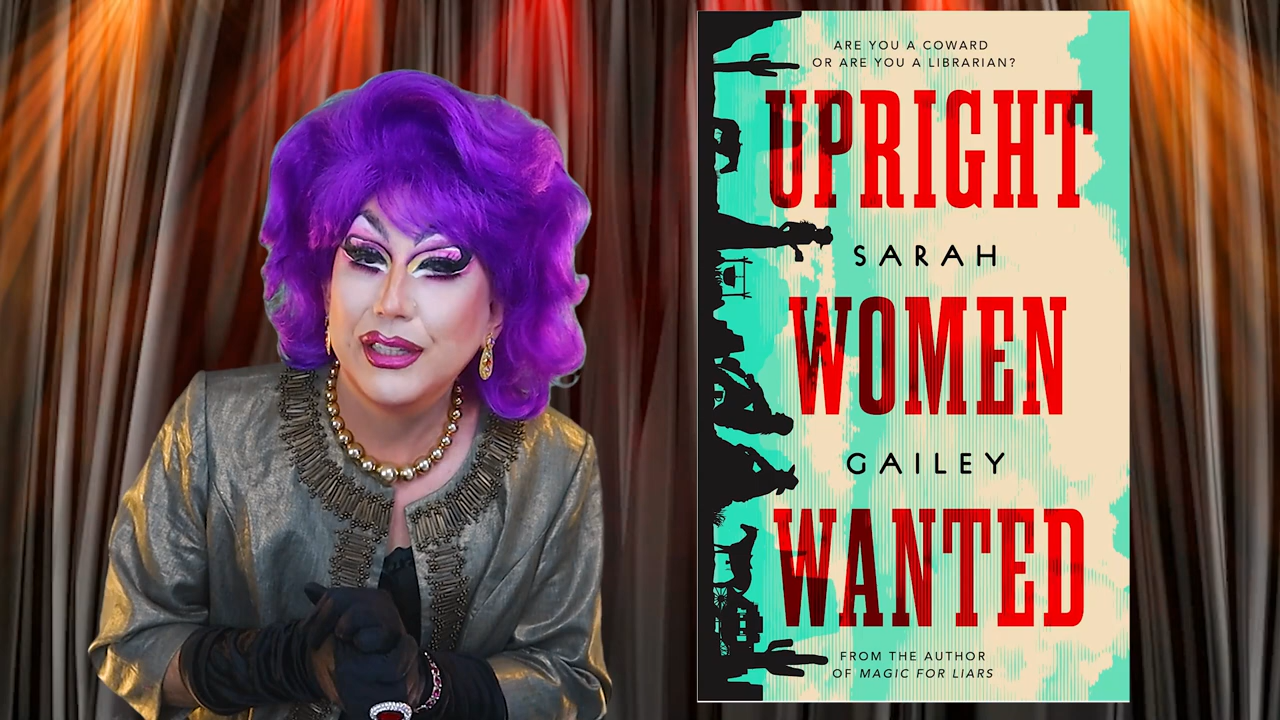 ARE YOU A COWARD
OR ARE YOU A LIBRARIAN?
UPRIGHT
SARAH
WOMEN
GAILEY
WANTED
FROM THE AUTHOR
OF MAGIC FOR LIARS